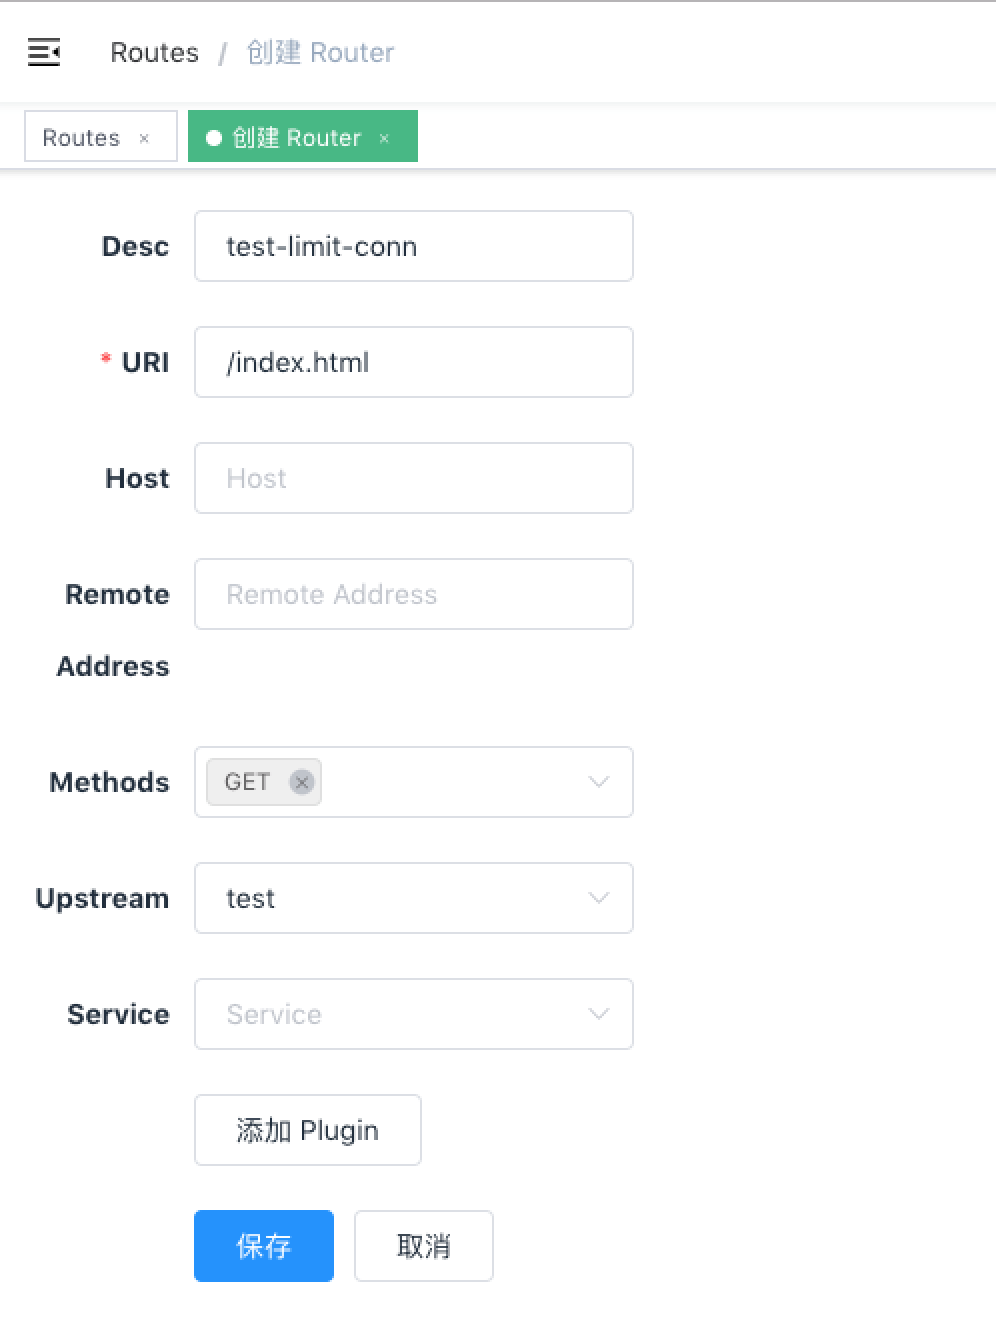 Routes / 创建 Router
Routes × 创建 Router ×
Desc test-limit-conn
* URI /index.html
Host Host
Remote Address Remote Address
Methods GET ×
Upstream test
Service Service
添加 Plugin
保存 取消